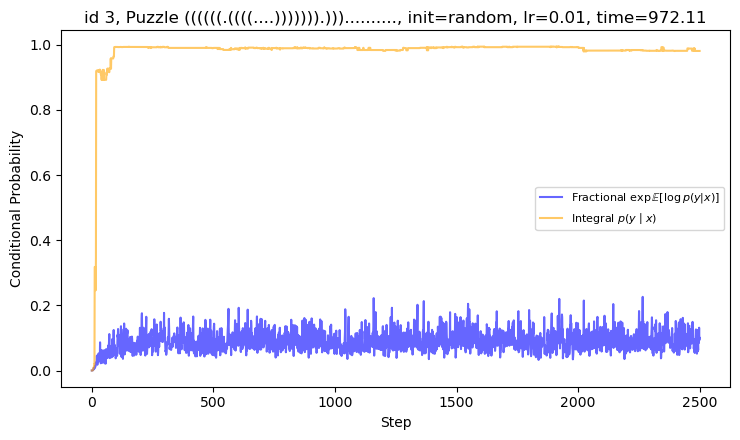 id 3, Puzzle ((((((.((((....))))))).))).........., init=random, lr=0.01, time=972.11
Conditional Probability
1.0
0.8
0.6
0.4
0.2
0.0
Fractional exp𝔼[log p(y|x)]
Integral p(y | x)
0 500 1000 1500 2000 2500
Step